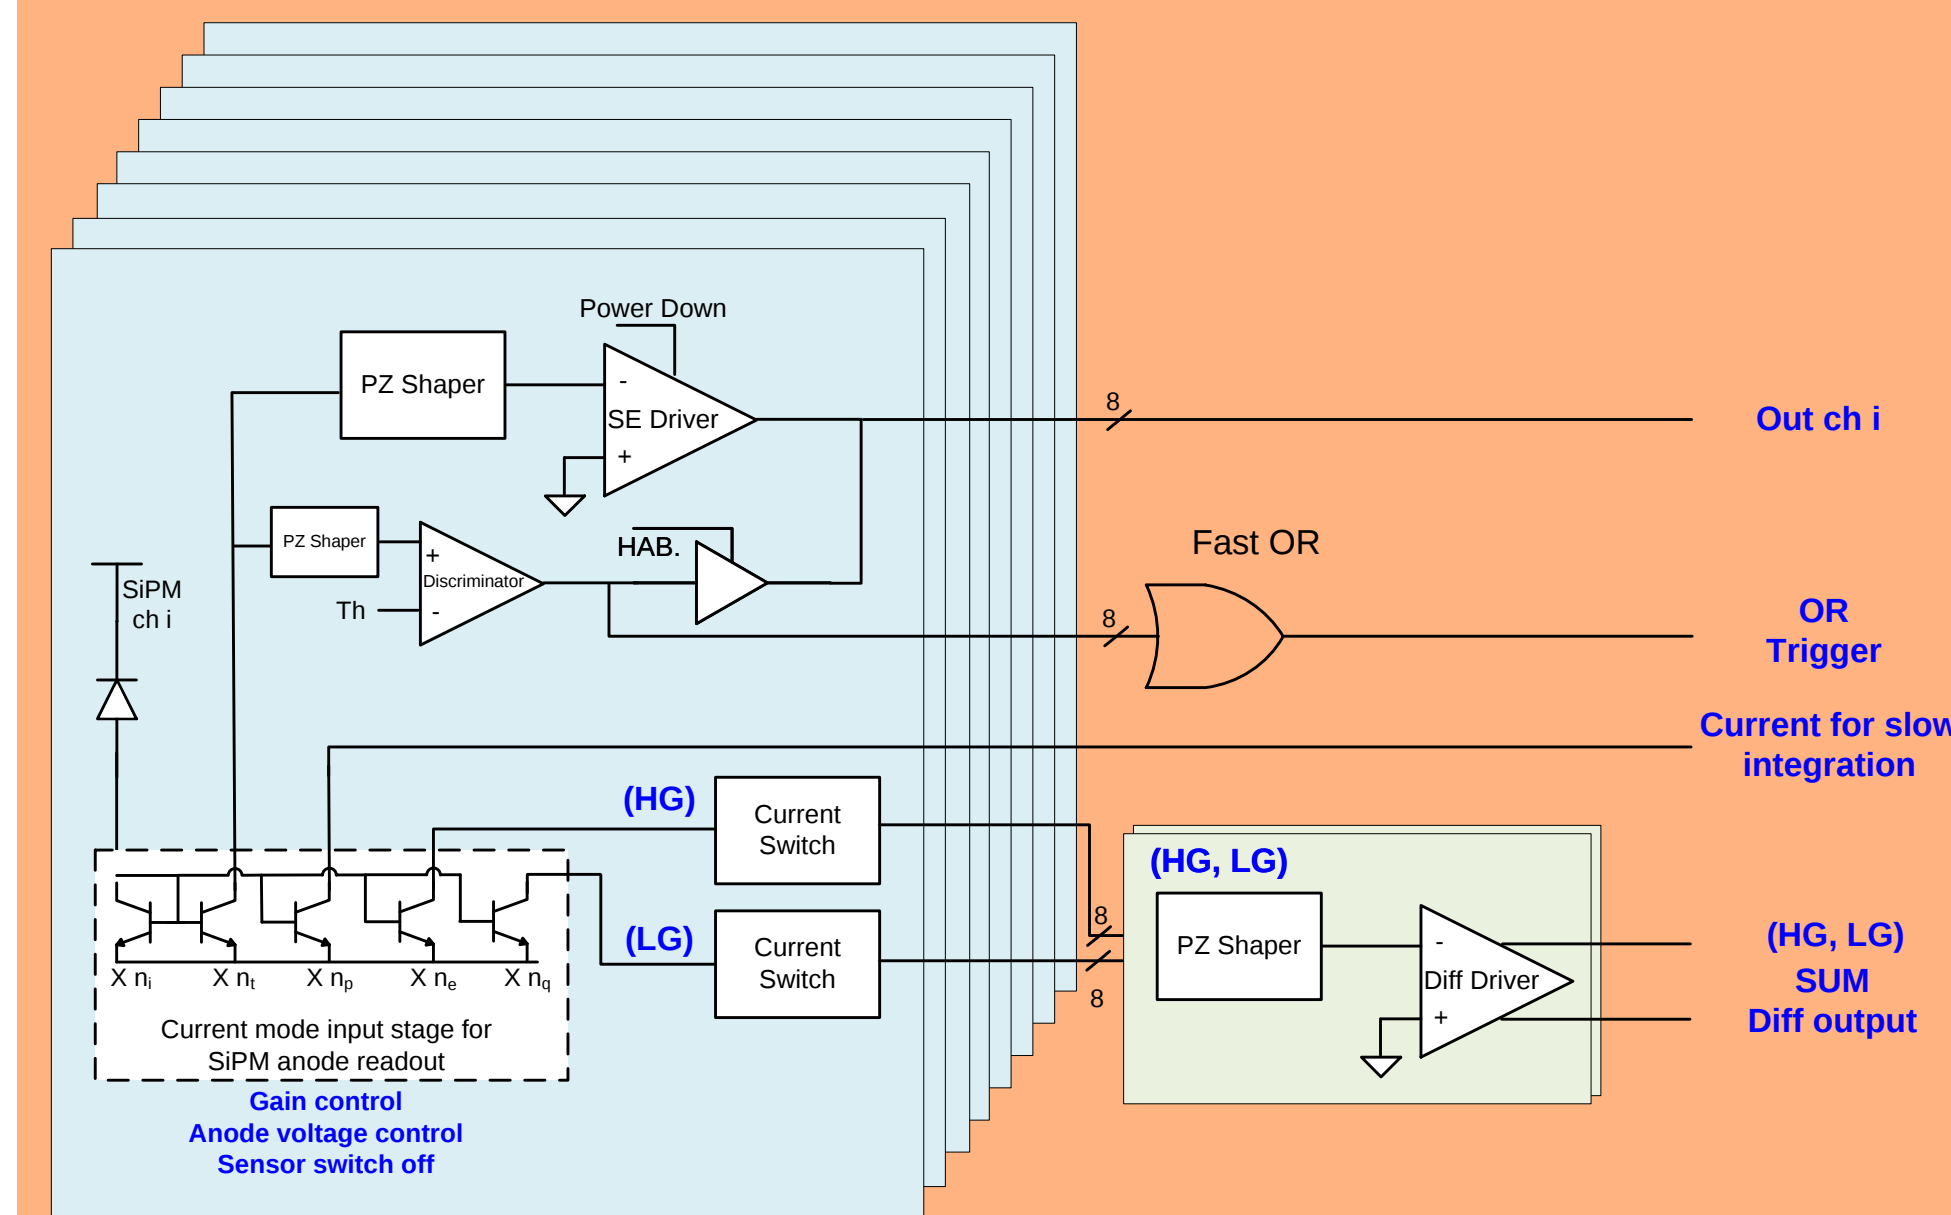 Power Down
PZ Shaper
-
SE Driver
+
8
Out ch i
HAB.
Fast OR
PZ Shaper
+
Discriminator
-
Th
SiPM
ch i
8
OR
Trigger
Current for slow
integration
(HG)
Current
Switch
(LG)
Current
Switch
8
8
(HG, LG)
PZ Shaper
-
Diff Driver
+
(HG, LG)
SUM
Diff output
X ni X nt X np X ne X nq
Current mode input stage for
SiPM anode readout
Gain control
Anode voltage control
Sensor switch off